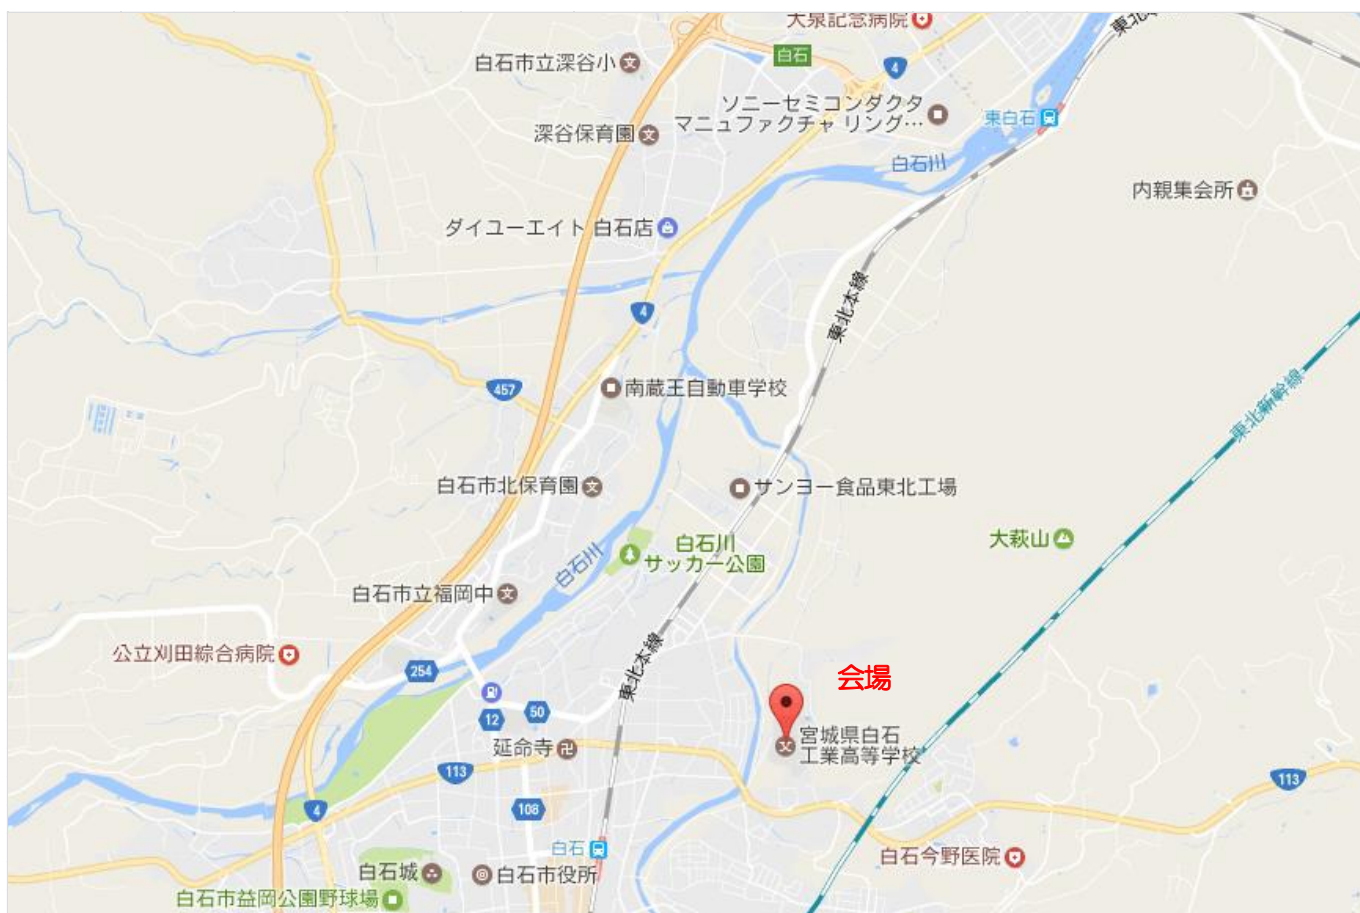 大泉記念病院
東北本
白石
白石市立深谷小
4
ソニーセミコンダクタ
マニュファクチャ リング…
東白石
深谷保育園
白石川
内親集会所
ダイユーエイト 白石店
東北本線
4
457
南蔵王自動車学校
東北新幹線
白石市北保育園
サンヨー食品東北工場
大萩山
白石川
サッカー公園
白石川
白石市立福岡中
公立刈田綜合病院
254
東北本線
会場
12
50
宮城県白石
工業高等学校
延命寺
113
113
4
108
白石
白石今野医院
白石城
白石市役所
白石市益岡公園野球場